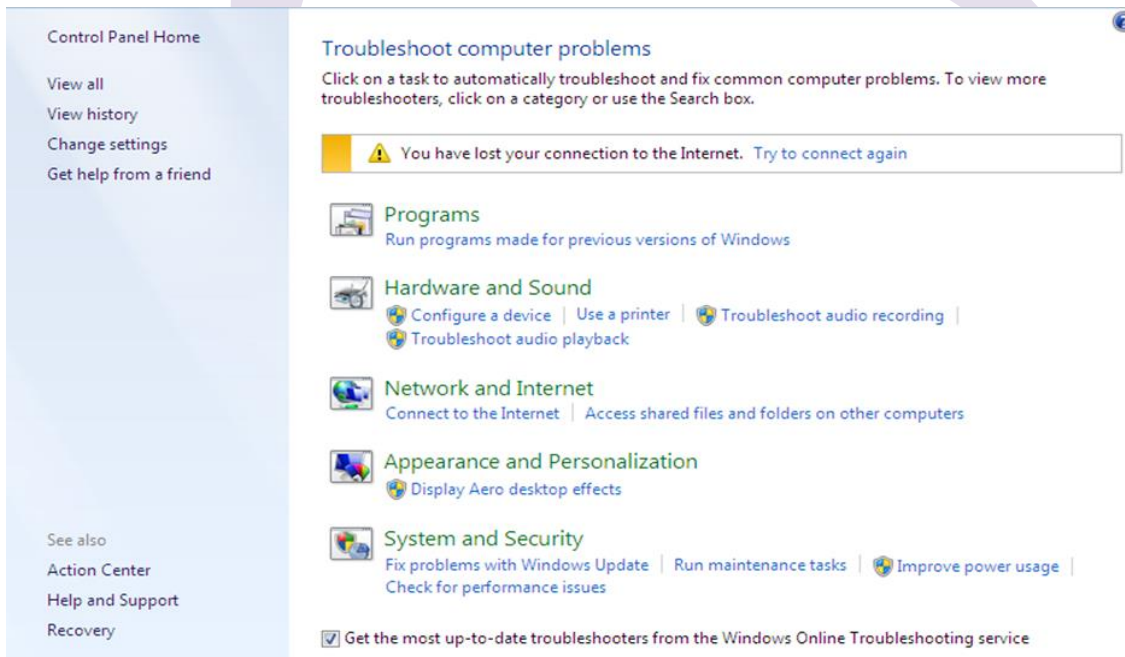 Control Panel Home
View all
View history
Change settings
Get help from a friend
See also
Action Center
Help and Support
Recovery
Troubleshoot computer problems
Click on a task to automatically troubleshoot and fix common computer problems. To view more
troubleshooters, click on a category or use the Search box.
You have lost your connection to the Internet. Try to connect again
Programs
Run programs made for previous versions of Windows
Hardware and Sound
Configure a device | Use a printer | Troubleshoot audio recording |
Troubleshoot audio playback
Network and Internet
Connect to the Internet | Access shared files and folders on other computers
Appearance and Personalization
Display Aero desktop effects
System and Security
Fix problems with Windows Update | Run maintenance tasks | Improve power usage |
Check for performance issues
Get the most up-to-date troubleshooters from the Windows Online Troubleshooting service